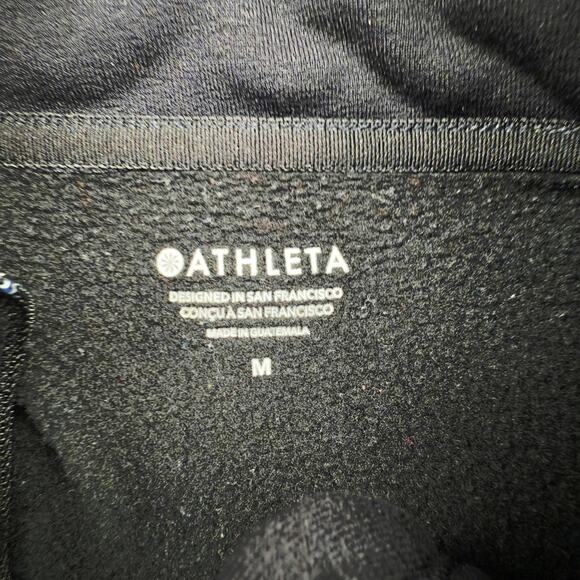 ATHLETA
DESIGNED IN SAN FRANCISCO
CONÇU À SAN FRANCISCO
MADE IN GUATEMALA
M